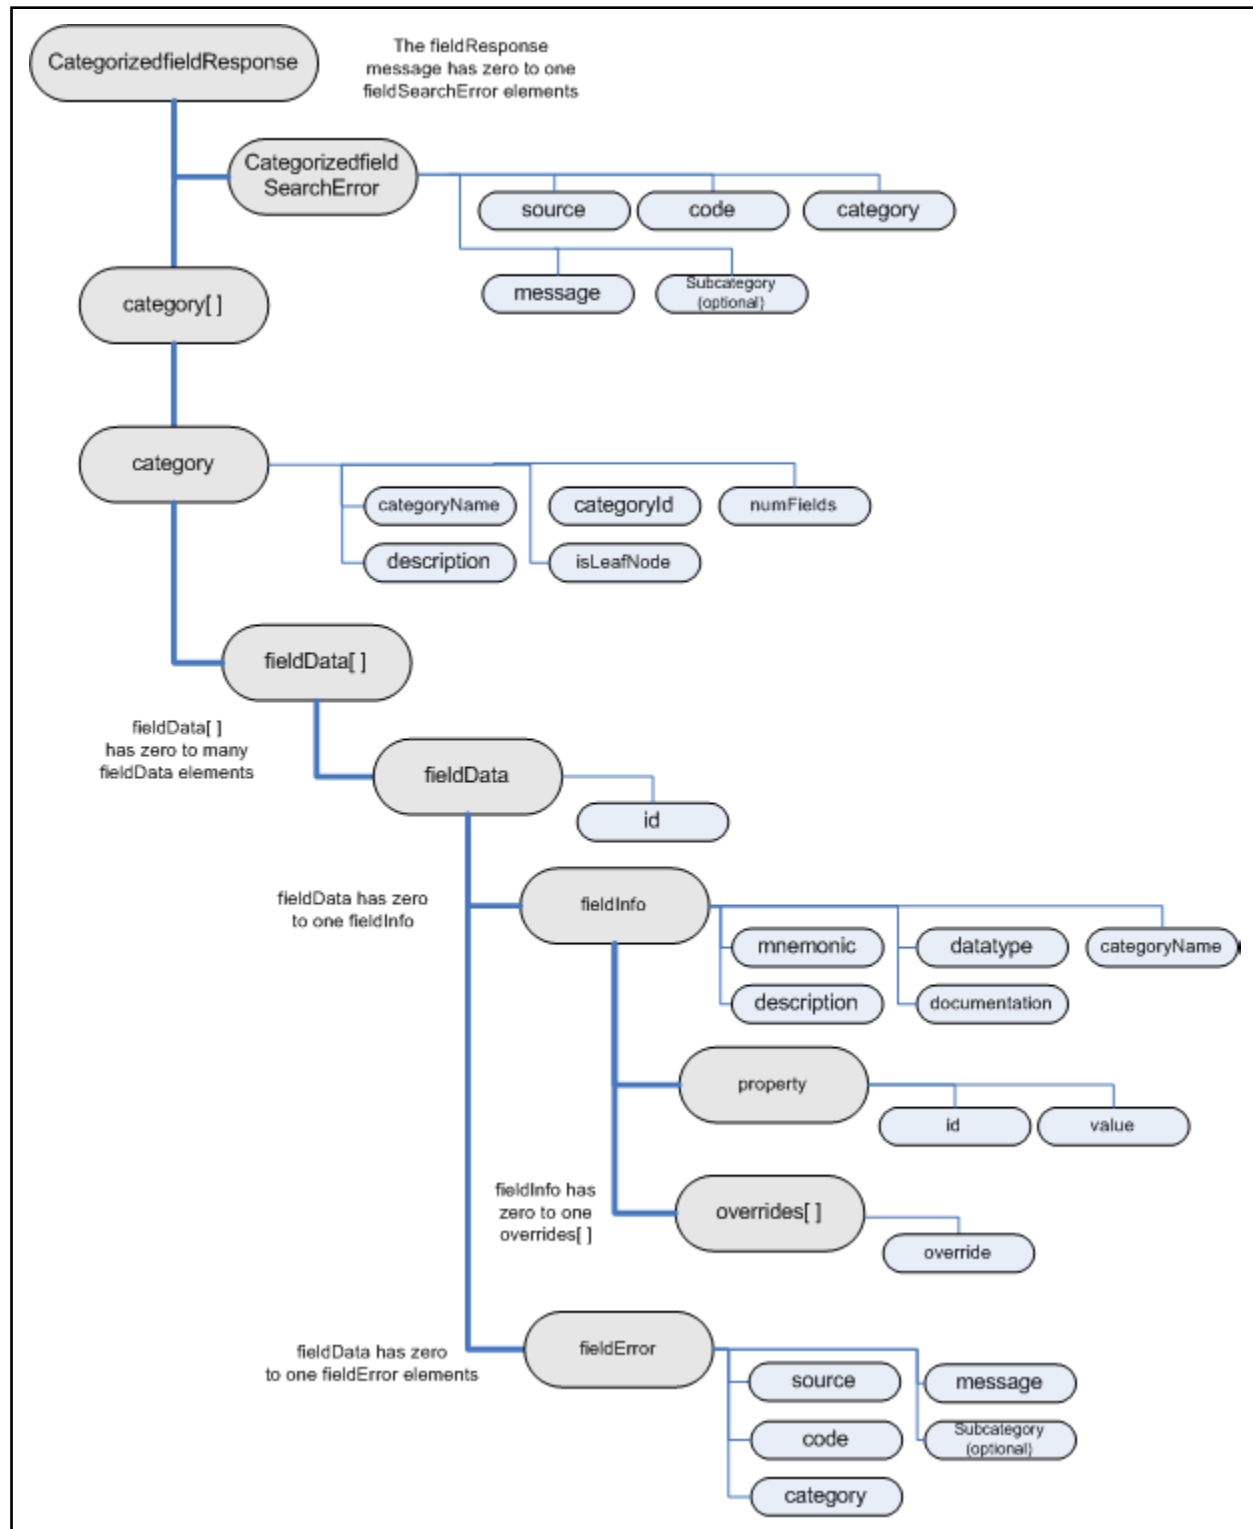 CategorizedfieldResponse
The fieldResponse
message has zero to one
fieldSearchError elements
Categorizedfield
SearchError
source
code
category
message
Subcategory
(optional)
category[ ]
category
categoryName
categoryId
numFields
description
isLeafNode
fieldData[ ]
fieldData[ ]
has zero to many
fieldData elements
fieldData
id
fieldData has zero
to one fieldInfo
fieldInfo
mnemonic
datatype
categoryName
description
documentation
property
id
value
fieldInfo has
zero to one
overrides[ ]
overrides[ ]
override
fieldData has zero
to one fieldError elements
fieldError
source
message
code
Subcategory
(optional)
category